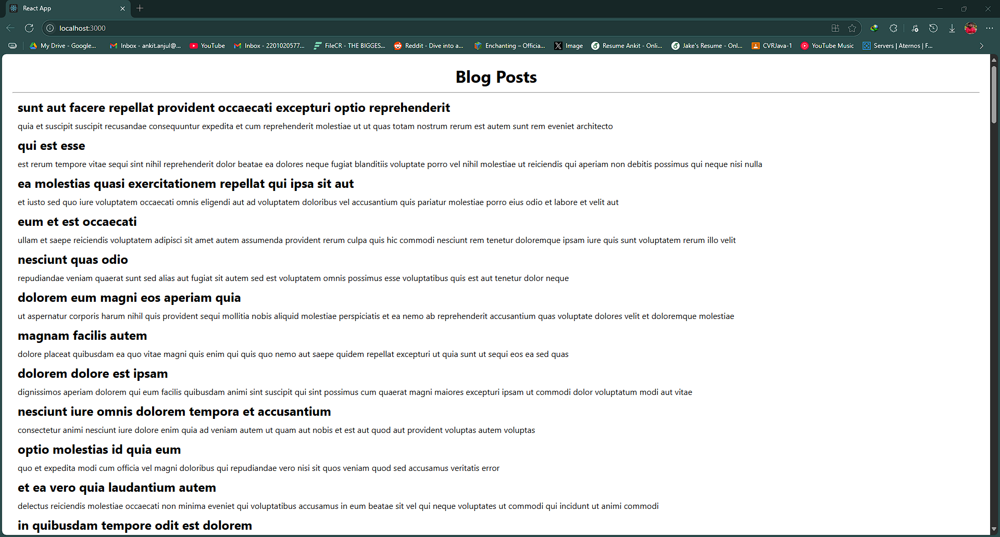 React App
localhost:3000
My Drive - Google...
Inbox - ankit.anjul@...
YouTube
Inbox - 2201020577...
FileCR - THE BIGGES...
Reddit - Dive into a...
Enchanting – Officia...
Image
Resume Ankit - Onli...
Jake's Resume - Onl...
CVRJava-1
YouTube Music
Servers | Aternos | F...
Blog Posts
sunt aut facere repellat provident occaecati excepturi optio reprehenderit
quia et suscipit suscipit recusandae consequuntur expedita et cum reprehenderit molestiae ut ut quas totam nostrum rerum est autem sunt rem eveniet architecto
qui est esse
est rerum tempore vitae sequi sint nihil reprehenderit dolor beatae ea dolores neque fugiat blanditiis voluptate porro vel nihil molestiae ut reiciendis qui aperiam non debitis possimus qui neque nisi nulla
ea molestias quasi exercitationem repellat qui ipsa sit aut
et iusto sed quo iure voluptatem occaecati omnis eligendi aut ad voluptatem doloribus vel accusantium quis pariatur molestiae porro eius odio et labore et velit aut
eum et est occaecati
ullam et saepe reiciendis voluptatem adipisci sit amet autem assumenda provident rerum culpa quis hic commodi nesciunt rem tenetur doloremque ipsam iure quis sunt voluptatem rerum illo velit
nesciunt quas odio
repudiandae veniam quaerat sunt sed alias aut fugiat sit autem sed est voluptatem omnis possimus esse voluptatibus quis est aut tenetur dolor neque
dolorem eum magni eos aperiam quia
ut aspernatur corporis harum nihil quis provident sequi mollitia nobis aliquid molestiae perspiciatis et ea nemo ab reprehenderit accusantium quas voluptate dolores velit et doloremque molestiae
magnam facilis autem
dolore placeat quibusdam ea quo vitae magni quis enim qui quis quo nemo aut saepe quidem repellat excepturi ut quia sunt ut sequi eos ea sed quas
dolorem dolore est ipsam
dignissimos aperiam dolorem qui eum facilis quibusdam animi sint suscipit qui sint possimus cum quaerat magni maiores excepturi ipsam ut commodi dolor voluptatum modi aut vitae
nesciunt iure omnis dolorem tempora et accusantium
consectetur animi nesciunt iure dolore enim quia ad veniam autem ut quam aut nobis et est aut quod aut provident voluptas autem voluptas
optio molestias id quia eum
quo et expedita modi cum officia vel magni doloribus qui repudiandae vero nisi sit quos veniam quod sed accusamus veritatis error
et ea vero quia laudantium autem
delectus reiciendis molestiae occaecati non minima eveniet qui voluptatibus accusamus in eum beatae sit vel qui neque voluptates ut commodi qui incidunt ut animi commodi
in quibusdam tempore odit est dolorem